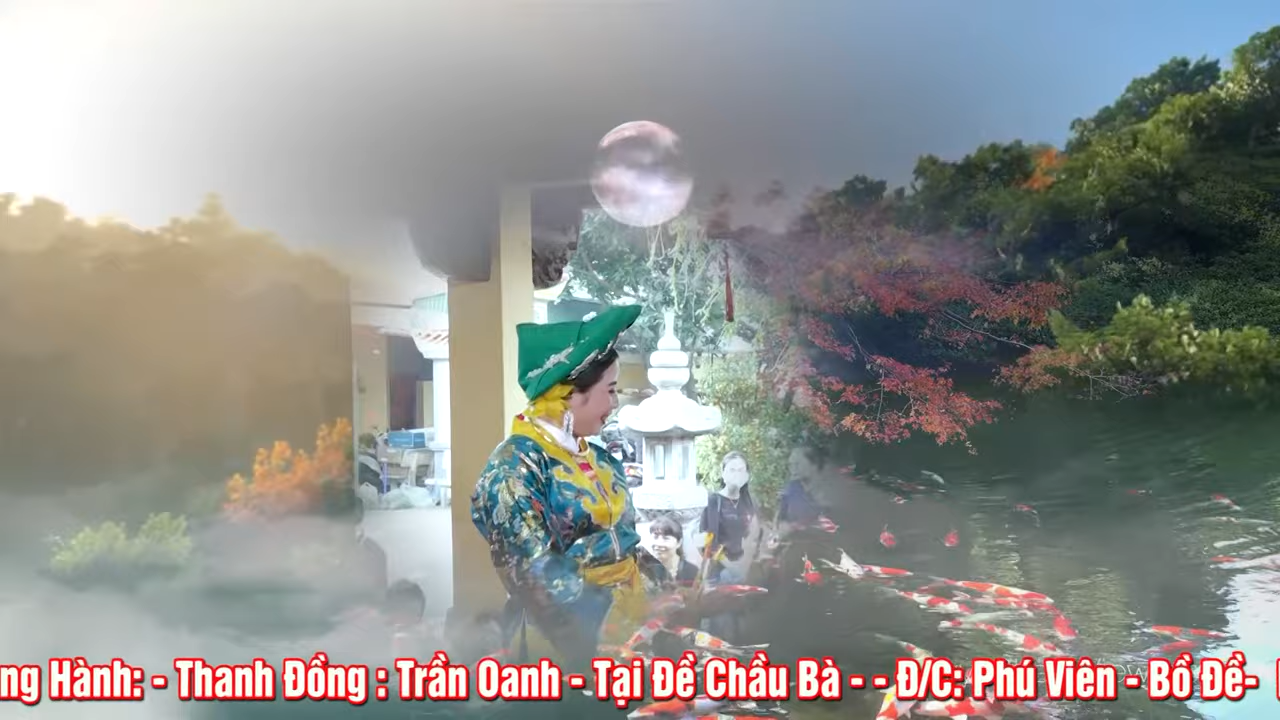 ng Hành: - Thanh Đồng : Trần Oanh - Tại Đề Chầu Bà - - Đ/C: Phú Viên - Bồ Đề-